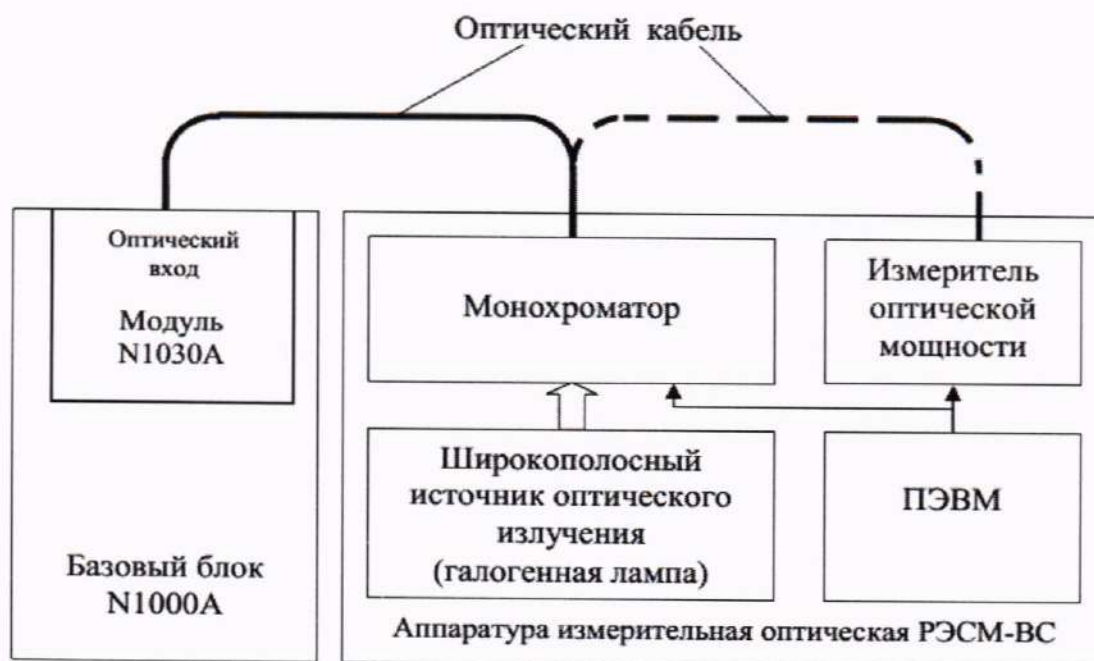 Оптический кабель
Оптический
вход
Модуль
N1030A
Базовый блок
N1000A
Монохроматор
Измеритель
оптической
мощности
Широкополосный
источник оптического
излучения
(галогенная лампа)
ПЭВМ
Аппаратура измерительная оптическая РЭСМ-ВС